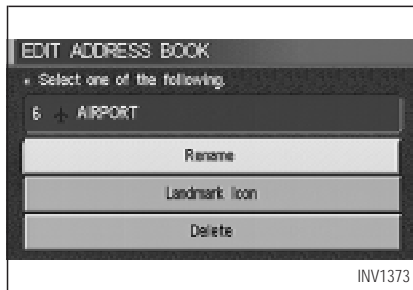 EDIT ADDRESS BOOK
Select one of the following.
6 AIRPORT
Rename
Landmark Icon
Delete
INV1373